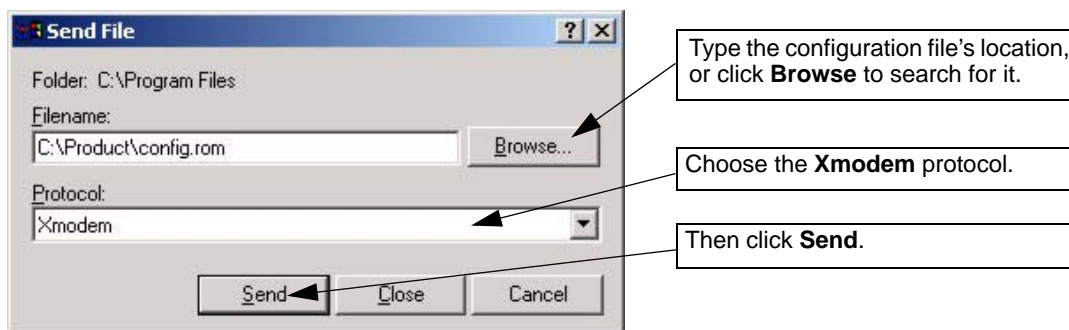 Send File
Folder: C:\Program Files
Filename:
C:\Product\config.rom
Browse...
Protocol:
Xmodem
Send
Close
Cancel
Type the configuration file's location,
or click Browse to search for it.
Choose the Xmodem protocol.
Then click Send.